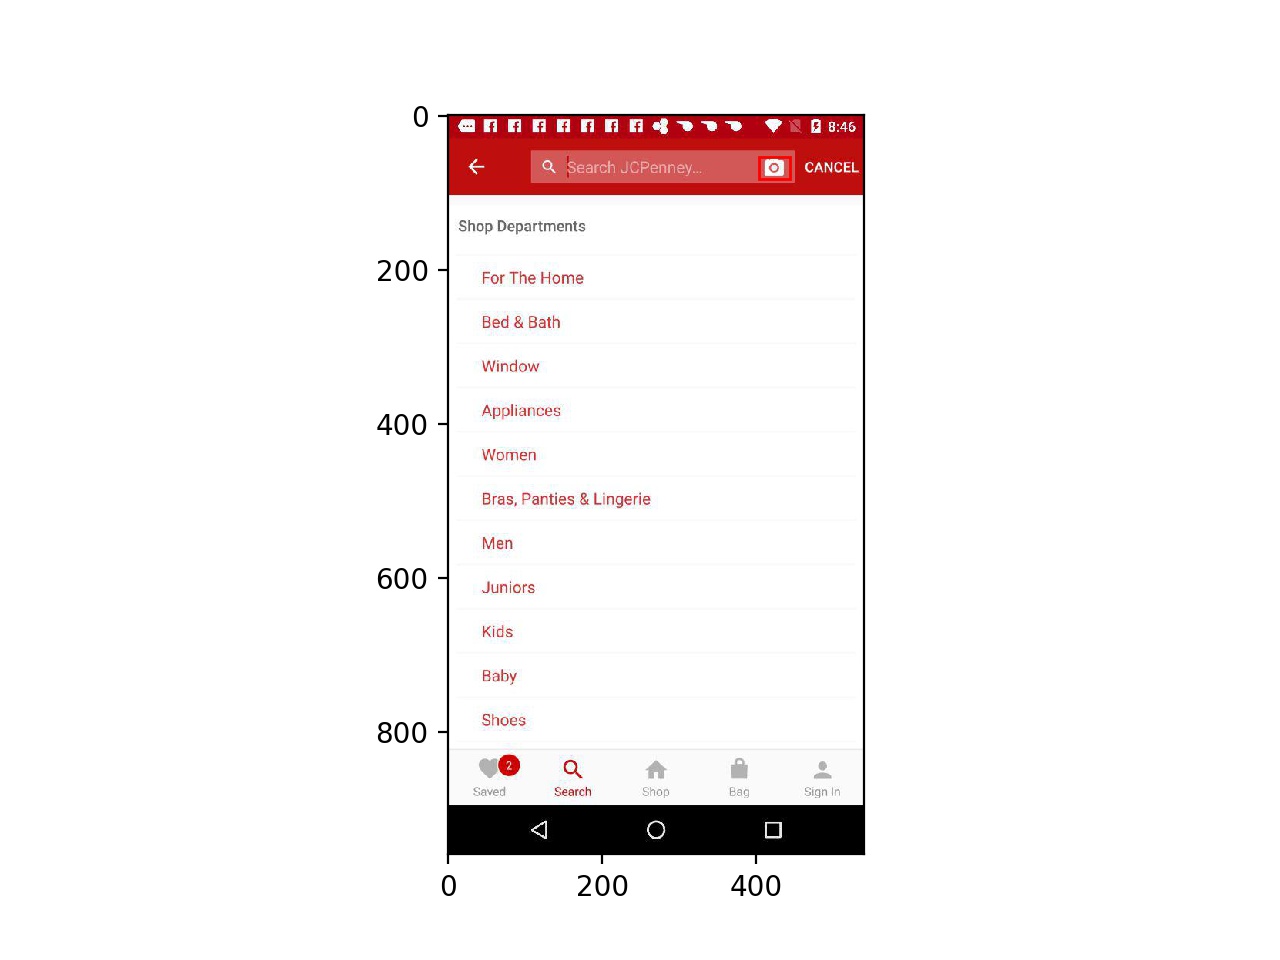 0
8:46
Search JCPenney...
CANCEL
Shop Departments
200
For The Home
Bed & Bath
Window
400
Appliances
Women
Bras, Panties & Lingerie
Men
600
Juniors
Kids
Baby
800
Shoes
2
Saved
Search
Shop
Bag
Sign In
0
200
400